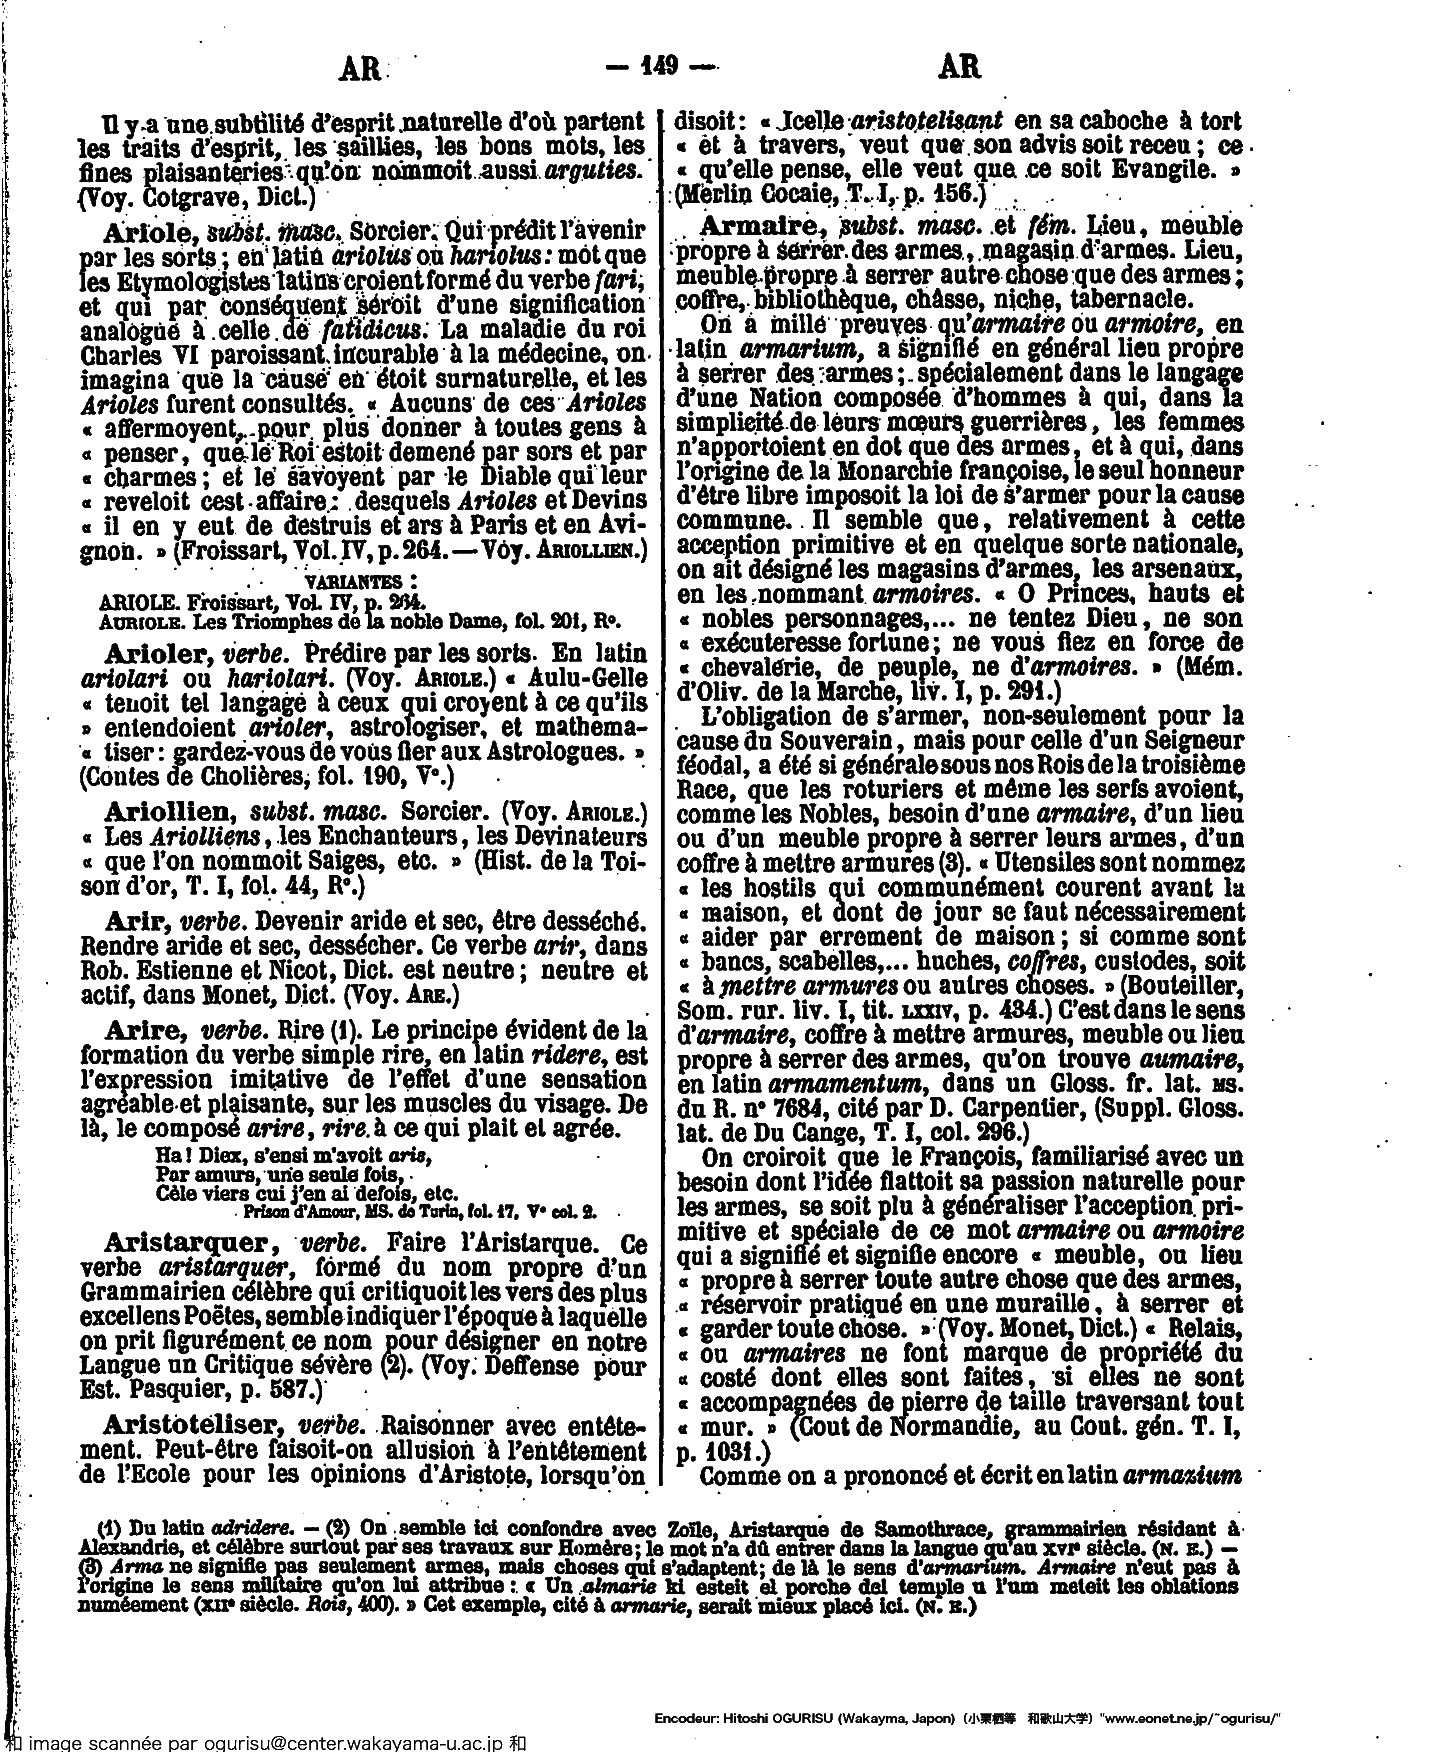 AR — 149 — AR
Il y a une subtilité d'esprit naturelle d'où partent
les traits d'esprit, les saillies, les bons mots, les
fines plaisanteries qu'on nommoit aussi arguties.
(Voy. Cotgrave, Dict.)
Ariole, subst. masc. Sorcier. Qui prédit l'avenir
par les sorts ; en latin ariolus ou hariolus : mot que
les Etymologistes latins croient formé du verbe fari,
et qui par conséquent seroit d'une signification
analogue à celle de fatidicus. La maladie du roi
Charles VI paroissant incurable à la médecine, on
imagina que la cause en étoit surnaturelle, et les
Arioles furent consultés. « Aucuns de ces Arioles
« affermoyent, pour plus donner à toutes gens à
« penser, que le Roi estoit demené par sors et par
« charmes ; et le savoyent par le Diable qui leur
« reveloit cest affaire : desquels Arioles et Devins
« il en y eut de destruis et ars à Paris et en Avi-
gnon. » (Froissart, Vol. IV, p. 264. — Voy. ARIOLLIEN.)
VARIANTES :
ARIOLE. Froissart, Vol. IV, p. 264.
AURIOLE. Les Triomphes de la noble Dame, fol. 201, Rº.
Arioler, verbe. Prédire par les sorts. En latin
ariolari ou hariolari. (Voy. ARIOLE.) « Aulu-Gelle
« tenoit tel langage à ceux qui croyent à ce qu'ils
» entendoient arioler, astrologiser, et mathema-
« tiser : gardez-vous de vous fier aux Astrologues. »
(Contes de Cholières, fol. 190, Vº.)
Ariollien, subst. masc. Sorcier. (Voy. ARIOLE.)
« Les Ariolliens, les Enchanteurs, les Devinateurs
« que l'on nommoit Saiges, etc. » (Hist. de la Toi-
son d'or, T. I, fol. 44, Rº.)
Arir, verbe. Devenir aride et sec, être desséché.
Rendre aride et sec, dessécher. Ce verbe arir, dans
Rob. Estienne et Nicot, Dict. est neutre ; neutre et
actif, dans Monet, Dict. (Voy. ARE.)
Arire, verbe. Rire (1). Le principe évident de la
formation du verbe simple rire, en latin ridere, est
l'expression imitative de l'effet d'une sensation
agréable et plaisante, sur les muscles du visage. De
là, le composé arire, rire à ce qui plait et agrée.
Ha ! Diex, s'ensi m'avoit aris,
Par amurs, une seule fois,
Cèle viers cui j'en ai defois, etc.
Prison d'Amour, MS. de Turin, fol. 17, Vº col. 2.
Aristarquer, verbe. Faire l'Aristarque. Ce
verbe aristarquer, formé du nom propre d'un
Grammairien célèbre qui critiquoit les vers des plus
excellens Poëtes, semble indiquer l'époque à laquelle
on prit figurément ce nom pour désigner en notre
Langue un Critique sévère (2). (Voy. Deffense pour
Est. Pasquier, p. 587.)
Aristoteliser, verbe. Raisonner avec entête-
ment. Peut-être faisoit-on allusion à l'entêtement
de l'Ecole pour les opinions d'Aristote, lorsqu'on
disoit : « Icelle aristotelisant en sa caboche à tort
« et à travers, veut que son advis soit receu ; ce
« qu'elle pense, elle veut que ce soit Evangile. »
(Merlin Cocaie, T. I, p. 156.)
Armaire, subst. masc. et fém. Lieu, meuble
propre à serrer des armes, magasin d'armes. Lieu,
meuble propre à serrer autre chose que des armes ;
coffre, bibliothèque, châsse, niche, tabernacle.
On a mille preuves qu'armaire ou armoire, en
latin armarium, a signifié en général lieu propre
à serrer des armes ; spécialement dans le langage
d'une Nation composée d'hommes à qui, dans la
simplicité de leurs mœurs guerrières, les femmes
n'apportoient en dot que des armes, et à qui, dans
l'origine de la Monarchie françoise, le seul honneur
d'être libre imposoit la loi de s'armer pour la cause
commune. Il semble que, relativement à cette
acception primitive et en quelque sorte nationale,
on ait désigné les magasins d'armes, les arsenaux,
en les nommant armoires. « O Princes, hauts et
« nobles personnages,... ne tentez Dieu, ne son
« exécuteresse fortune ; ne vous fiez en force de
« chevalerie, de peuple, ne d'armoires. » (Mém.
d'Oliv. de la Marche, liv. I, p. 291.)
L'obligation de s'armer, non-seulement pour la
cause du Souverain, mais pour celle d'un Seigneur
féodal, a été si générale sous nos Rois de la troisième
Race, que les roturiers et même les serfs avoient,
comme les Nobles, besoin d'une armaire, d'un lieu
ou d'un meuble propre à serrer leurs armes, d'un
coffre à mettre armures (3). « Utensiles sont nommez
« les hostils qui communément courent avant la
« maison, et dont de jour se faut nécessairement
« aider par errement de maison ; si comme sont
« bancs, scabelles,... huches, coffres, custodes, soit
« à mettre armures ou autres choses. » (Bouteiller,
Som. rur. liv. I, tit. LXXIV, p. 434.) C'est dans le sens
d'armaire, coffre à mettre armures, meuble ou lieu
propre à serrer des armes, qu'on trouve aumaire,
en latin armamentum, dans un Gloss. fr. lat. MS.
du R. nº 7684, cité par D. Carpentier, (Suppl. Gloss.
lat. de Du Cange, T. I, col. 296.)
On croiroit que le François, familiarisé avec un
besoin dont l'idée flattoit sa passion naturelle pour
les armes, se soit plu à généraliser l'acception pri-
mitive et spéciale de ce mot armaire ou armoire
qui a signifié et signifie encore « meuble, ou lieu
« propre à serrer toute autre chose que des armes,
« réservoir pratiqué en une muraille, à serrer et
« garder toute chose. » (Voy. Monet, Dict.) « Relais,
« ou armaires ne font marque de propriété du
« costé dont elles sont faites, si elles ne sont
« accompagnées de pierre de taille traversant tout
« mur. » (Cout de Normandie, au Cout. gén. T. I,
p. 1031.)
Comme on a prononcé et écrit en latin armazium
(1) Du latin adridere. — (2) On semble ici confondre avec Zoïle, Aristarque de Samothrace, grammairien résidant à
Alexandrie, et célèbre surtout par ses travaux sur Homère ; le mot n'a dû entrer dans la langue qu'au XVIᵉ siècle. (N. E.) —
(3) Arma ne signifie pas seulement armes, mais choses qui s'adaptent ; de là le sens d'armarium. Armaire n'eut pas à
l'origine le sens militaire qu'on lui attribue : « Un almarie ki esteit el porche del temple u l'um meteit les oblations
numéement (XIIᵉ siècle. Rois, 400). » Cet exemple, cité à armarie, serait mieux placé ici. (N. E.)
Encodeur: Hitoshi OGURISU (Wakayma, Japon) (小栗栖等 和歌山大学) "www.eonet.ne.jp/~ogurisu/"
和 image scannée par ogurisu@center.wakayama-u.ac.jp 和